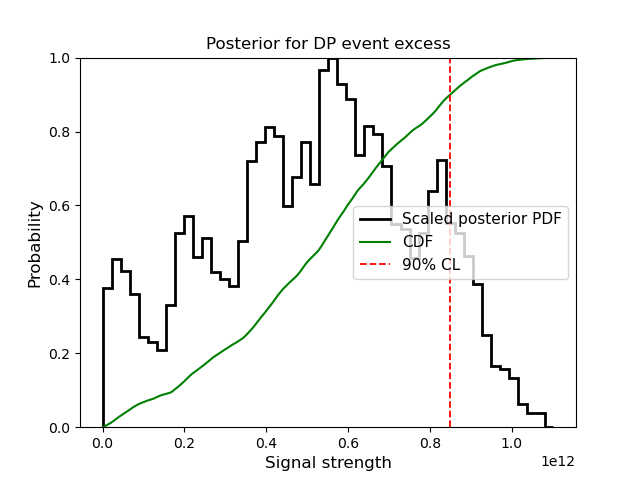 Posterior for DP event excess
Probability
1.0
0.8
0.6
0.4
0.2
0.0
Scaled posterior PDF
CDF
90% CL
0.0 0.2 0.4 0.6 0.8 1.0
1e12
Signal strength